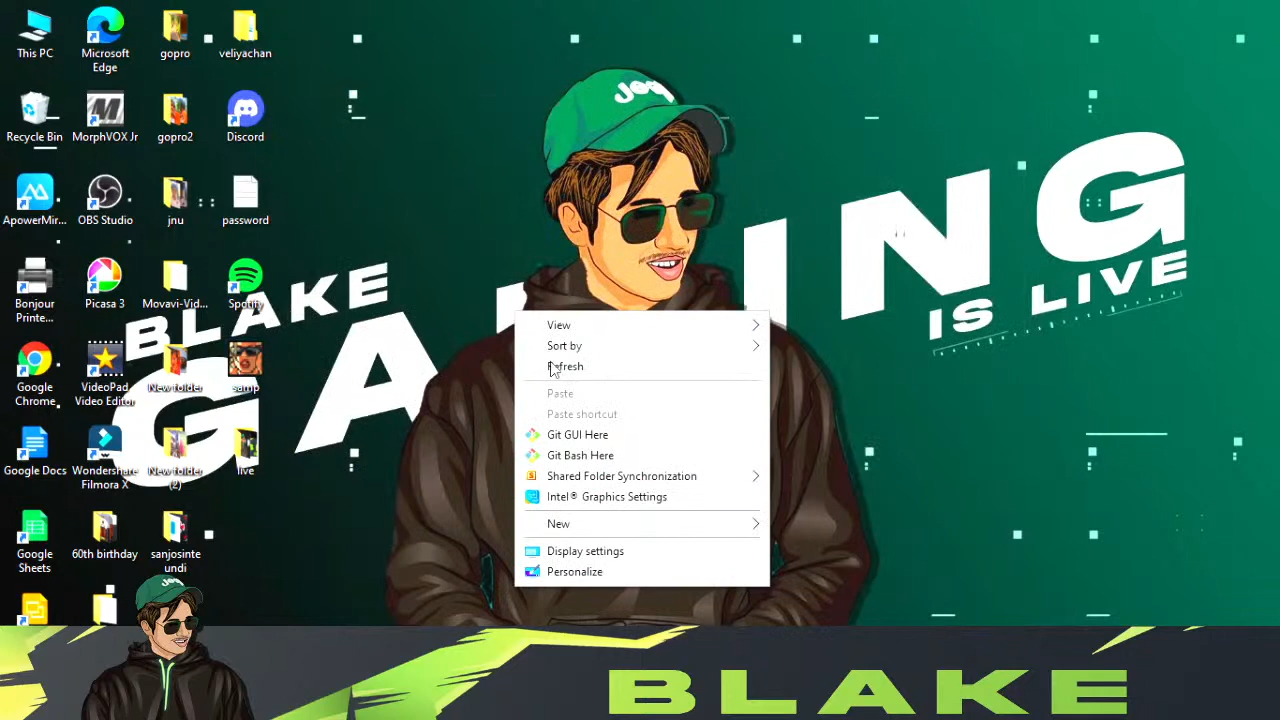 This PC
Microsoft
Edge
gopro
veliyachan
Recycle Bin
MorphVOX Jr
gopro2
Discord
ApowerMir...
OBS Studio
jnu
password
Bonjour
Printe...
Picasa 3
Movavi-Vid...
Spotify
Google
Chrome
VideoPad
Video Editor
New folder
samp
Google Docs
Wondershare
Filmora X
New folder
(2)
live
Google
Sheets
60th birthday
sanjosinte
undi
Jeep
BLAKE
GAMING
IS LIVE
View
Sort by
Refresh
Paste
Paste shortcut
Git GUI Here
Git Bash Here
Shared Folder Synchronization
Intel® Graphics Settings
New
Display settings
Personalize
BLAKE